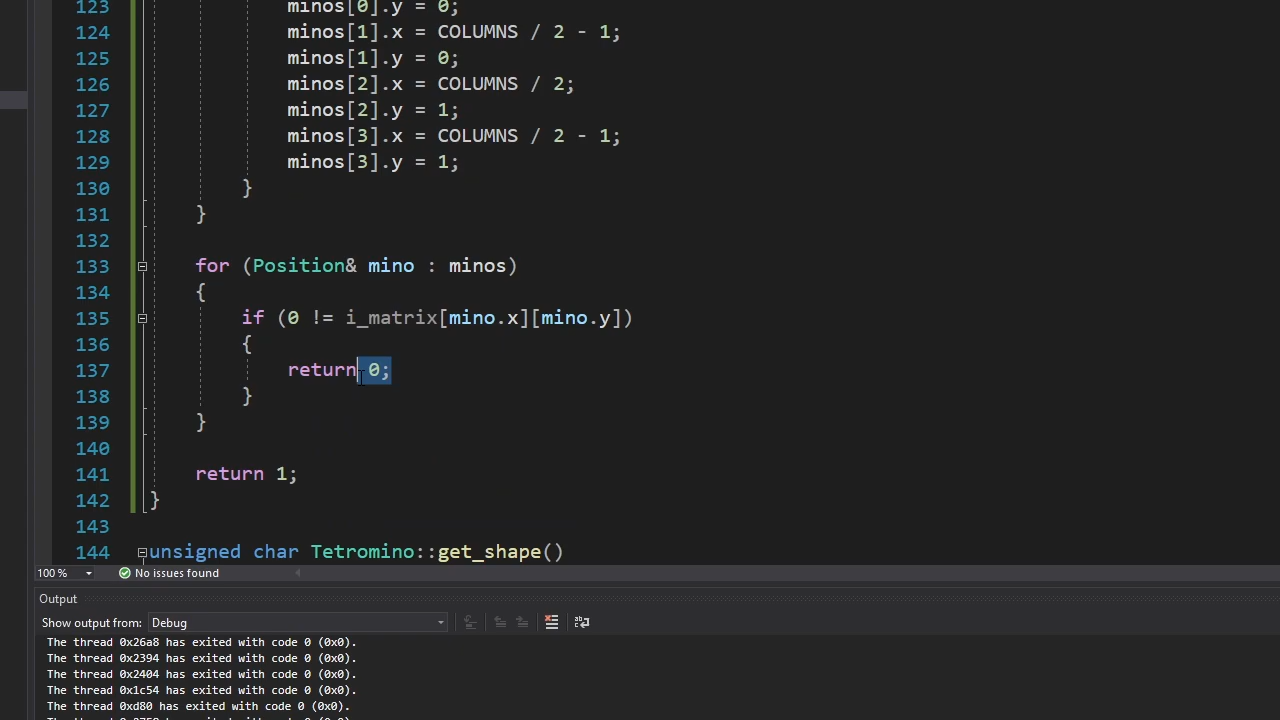 123 minos[0].y = 0;
124 minos[1].x = COLUMNS / 2 - 1;
125 minos[1].y = 0;
126 minos[2].x = COLUMNS / 2;
127 minos[2].y = 1;
128 minos[3].x = COLUMNS / 2 - 1;
129 minos[3].y = 1;
130 }
131 }
132
133 for (Position& mino : minos)
134 {
135 if (0 != i_matrix[mino.x][mino.y])
136 {
137 return 0;
138 }
139 }
140
141 return 1;
142 }
143
144 unsigned char Tetromino::get_shape()
100 % No issues found
Output
Show output from: Debug
The thread 0x26a8 has exited with code 0 (0x0).
The thread 0x2394 has exited with code 0 (0x0).
The thread 0x2404 has exited with code 0 (0x0).
The thread 0x1c54 has exited with code 0 (0x0).
The thread 0xd80 has exited with code 0 (0x0).